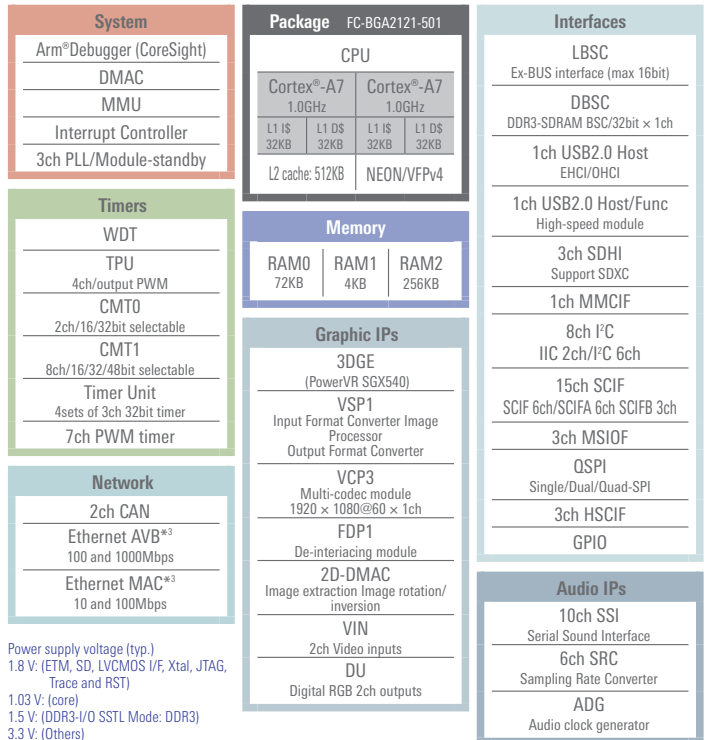 System
Arm®Debugger (CoreSight)
DMAC
MMU
Interrupt Controller
3ch PLL/Module-standby
Timers
WDT
TPU
4ch/output PWM
CMT0
2ch/16/32bit selectable
CMT1
8ch/16/32/48bit selectable
Timer Unit
4sets of 3ch 32bit timer
7ch PWM timer
Network
2ch CAN
Ethernet AVB*3
100 and 1000Mbps
Ethernet MAC*3
10 and 100Mbps
Power supply voltage (typ.)
1.8 V: (ETM, SD, LVCMOS I/F, Xtal, JTAG,
Trace and RST)
1.03 V: (core)
1.5 V: (DDR3-I/O SSTL Mode: DDR3)
3.3 V: (Others)
Package FC-BGA2121-501
CPU
Cortex®-A7 Cortex®-A7
1.0GHz 1.0GHz
L1 I$ L1 D$ L1 I$ L1 D$
32KB 32KB 32KB 32KB
L2 cache: 512KB NEON/VFPv4
Memory
RAM0 RAM1 RAM2
72KB 4KB 256KB
Graphic IPs
3DGE
(PowerVR SGX540)
VSP1
Input Format Converter Image
Processor
Output Format Converter
VCP3
Multi-codec module
1920 × 1080@60 × 1ch
FDP1
De-interiacing module
2D-DMAC
Image extraction Image rotation/
inversion
VIN
2ch Video inputs
DU
Digital RGB 2ch outputs
Interfaces
LBSC
Ex-BUS interface (max 16bit)
DBSC
DDR3-SDRAM BSC/32bit × 1ch
1ch USB2.0 Host
EHCI/OHCI
1ch USB2.0 Host/Func
High-speed module
3ch SDHI
Support SDXC
1ch MMCIF
8ch I²C
IIC 2ch/I²C 6ch
15ch SCIF
SCIF 6ch/SCIFA 6ch SCIFB 3ch
3ch MSIOF
QSPI
Single/Dual/Quad-SPI
3ch HSCIF
GPIO
Audio IPs
10ch SSI
Serial Sound Interface
6ch SRC
Sampling Rate Converter
ADG
Audio clock generator